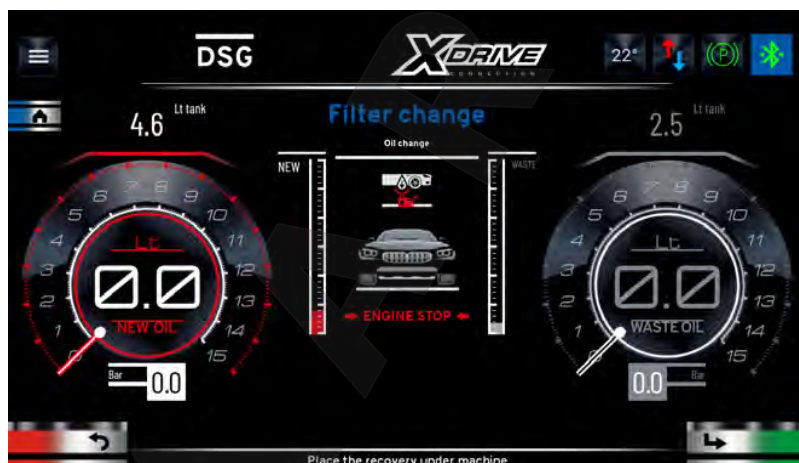 DSG
XDRIVE
CONNECTION
22°
(P)
4.6 Lt tank
Filter change
2.5 Lt tank
Oil change
NEW
WASTE
0 1 2 3 4 5 6 7 8 9 10 11 12 13 14 15
Lt
0.0
NEW OIL
Bar 0.0
ENGINE STOP
0 1 2 3 4 5 6 7 8 9 10 11 12 13 14 15
Lt
0.0
WASTE OIL
0.0 Bar
Place the recovery under machine